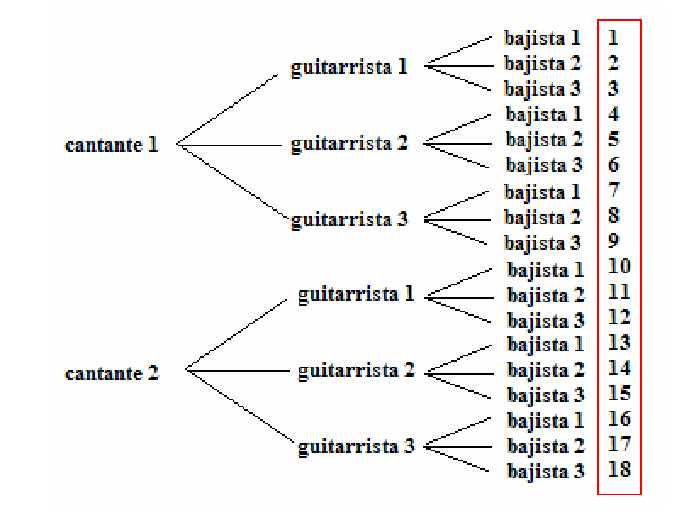 bajista 1 1
guitarrista 1 bajista 2 2
bajista 3 3
bajista 1 4
cantante 1 guitarrista 2 bajista 2 5
bajista 3 6
bajista 1 7
guitarrista 3 bajista 2 8
bajista 3 9
bajista 1 10
guitarrista 1 bajista 2 11
bajista 3 12
bajista 1 13
cantante 2 guitarrista 2 bajista 2 14
bajista 3 15
bajista 1 16
guitarrista 3 bajista 2 17
bajista 3 18